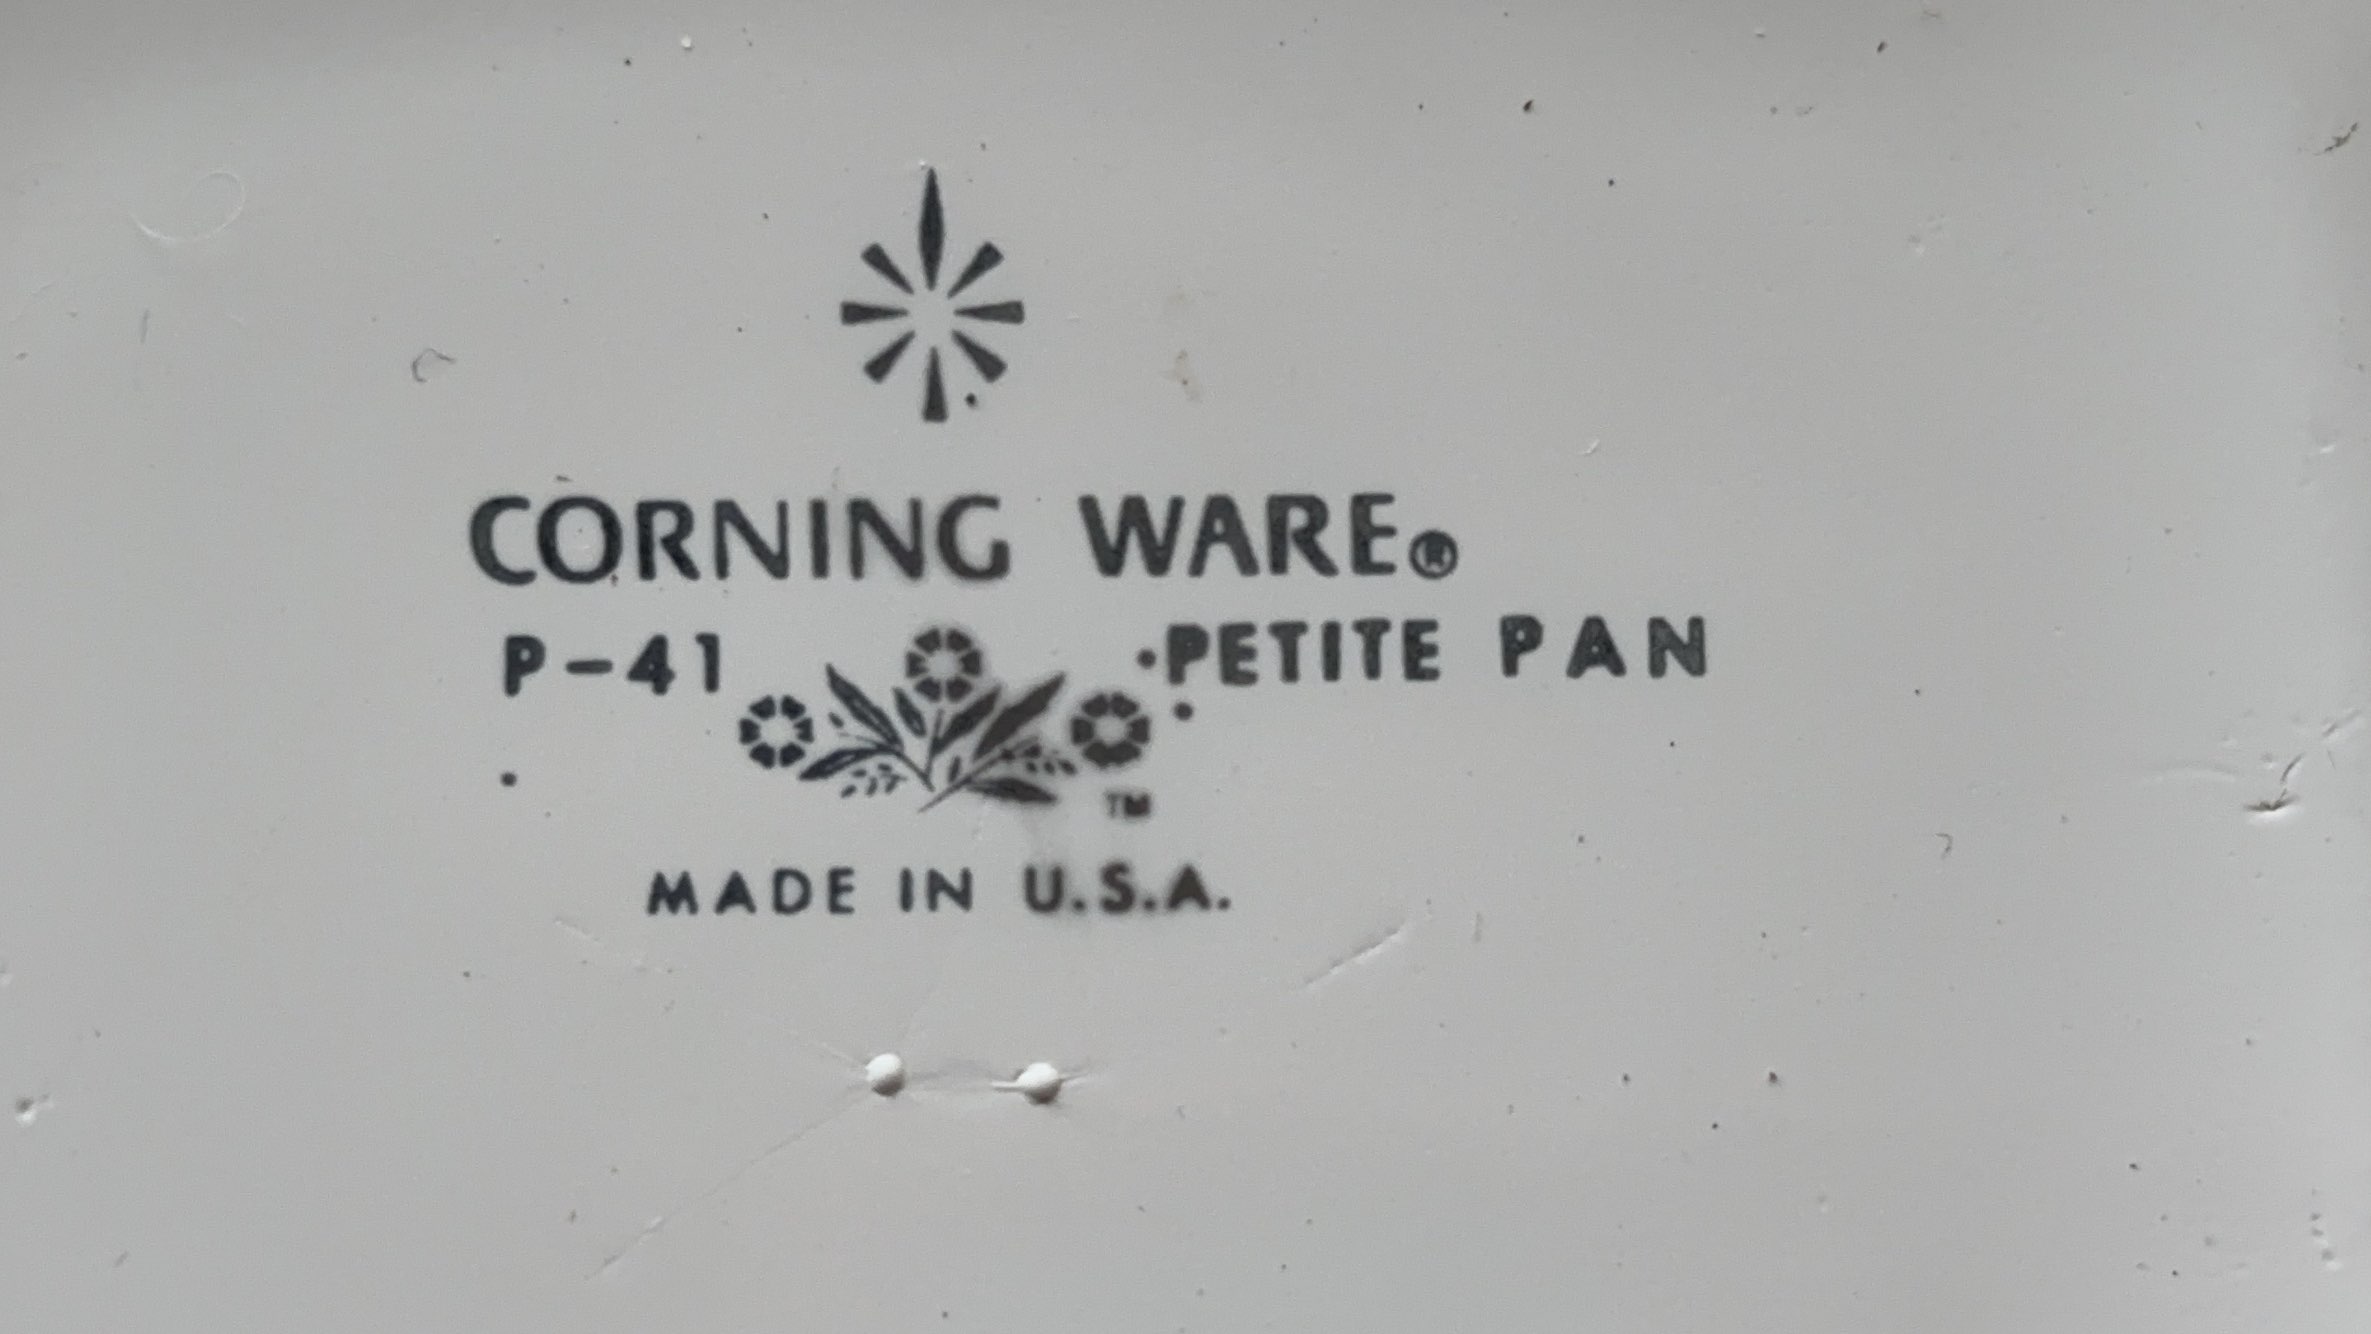 CORNING WARE®
P-41 PETITE PAN
TM
MADE IN U.S.A.